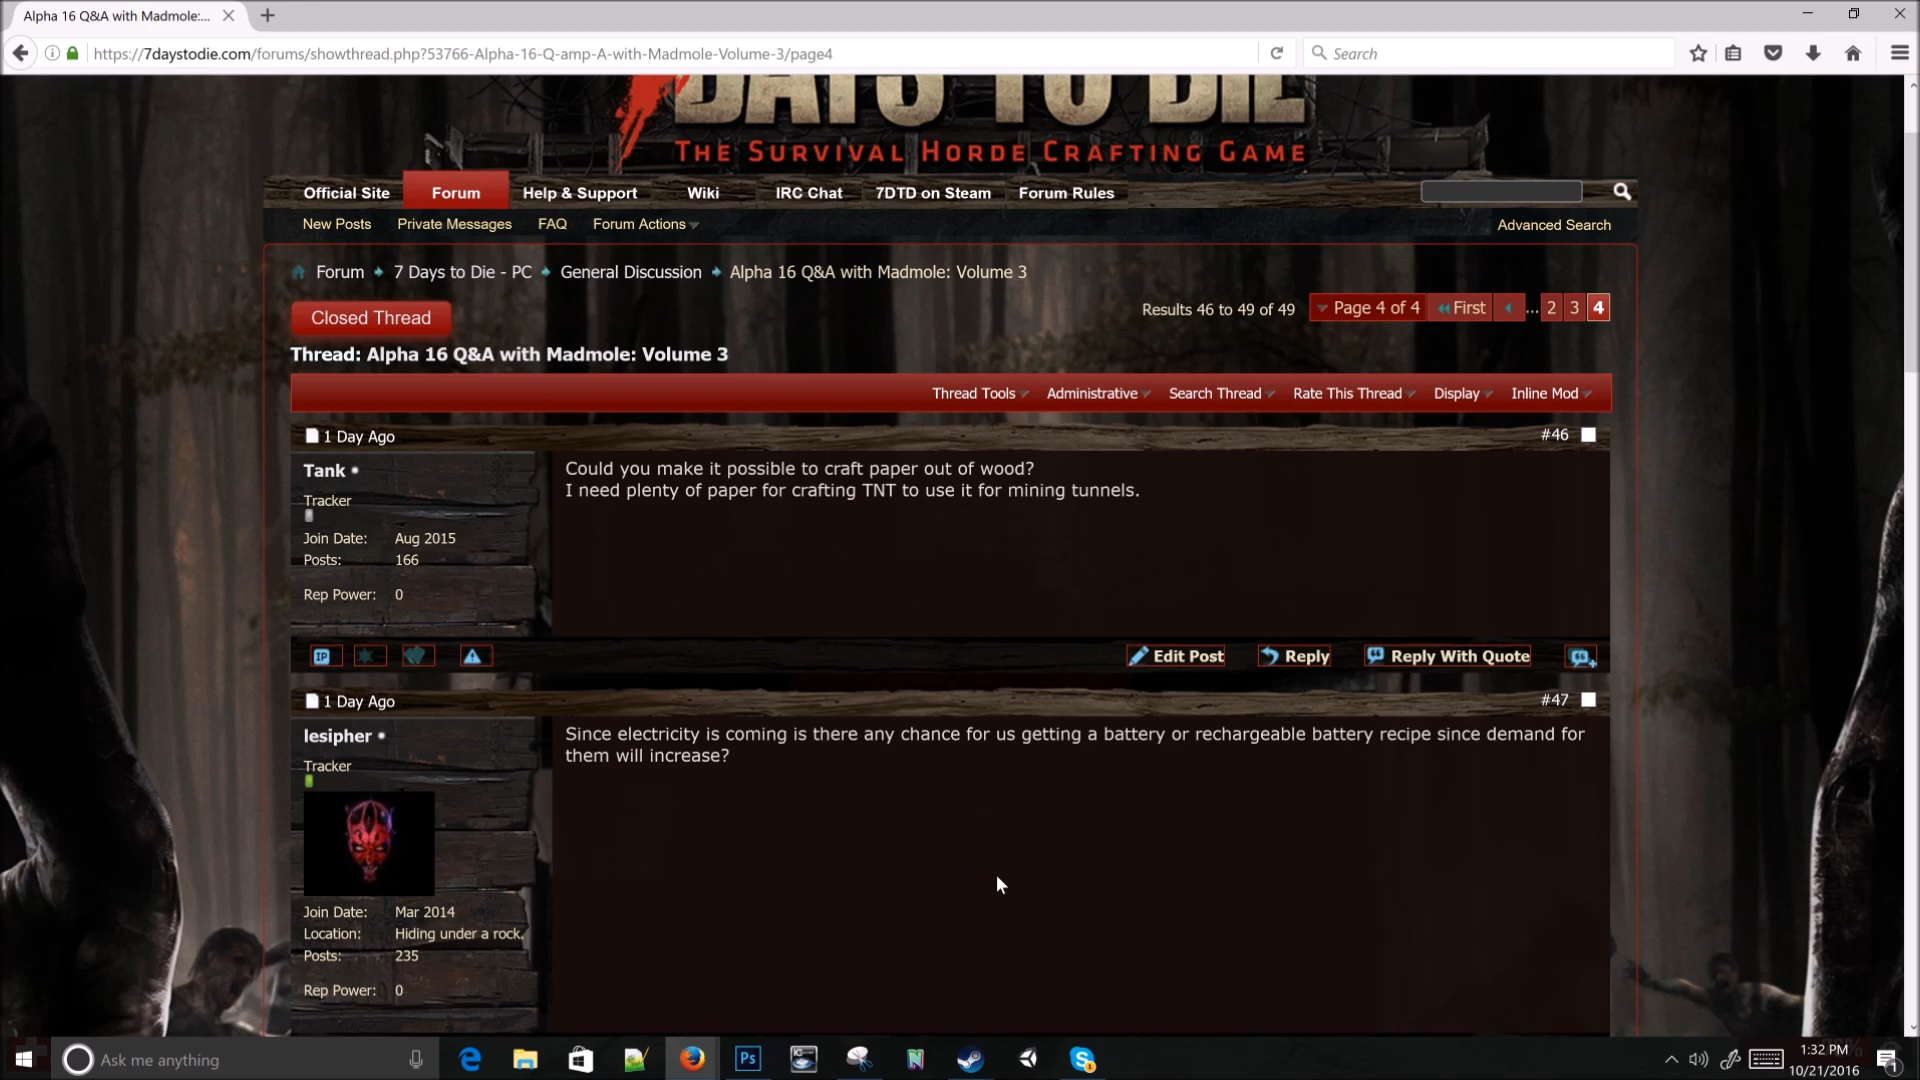 Alpha 16 Q&A with Madmole:...
https://7daystodie.com/forums/showthread.php?53766-Alpha-16-Q-amp-A-with-Madmole-Volume-3/page4
Search
7 DAYS TO DIE
THE SURVIVAL HORDE CRAFTING GAME
Official Site Forum Help & Support Wiki IRC Chat 7DTD on Steam Forum Rules
New Posts Private Messages FAQ Forum Actions Advanced Search
Forum 7 Days to Die - PC General Discussion Alpha 16 Q&A with Madmole: Volume 3
Closed Thread
Results 46 to 49 of 49 Page 4 of 4 First ... 2 3 4
Thread: Alpha 16 Q&A with Madmole: Volume 3
Thread Tools Administrative Search Thread Rate This Thread Display Inline Mod
1 Day Ago #46
Tank
Tracker
Join Date: Aug 2015
Posts: 166
Rep Power: 0
Could you make it possible to craft paper out of wood?
I need plenty of paper for crafting TNT to use it for mining tunnels.
IP
Edit Post Reply Reply With Quote
1 Day Ago #47
lesipher
Tracker
Join Date: Mar 2014
Location: Hiding under a rock.
Posts: 235
Rep Power: 0
Since electricity is coming is there any chance for us getting a battery or rechargeable battery recipe since demand for
them will increase?
Ask me anything
Ps
1:32 PM
10/21/2016
1